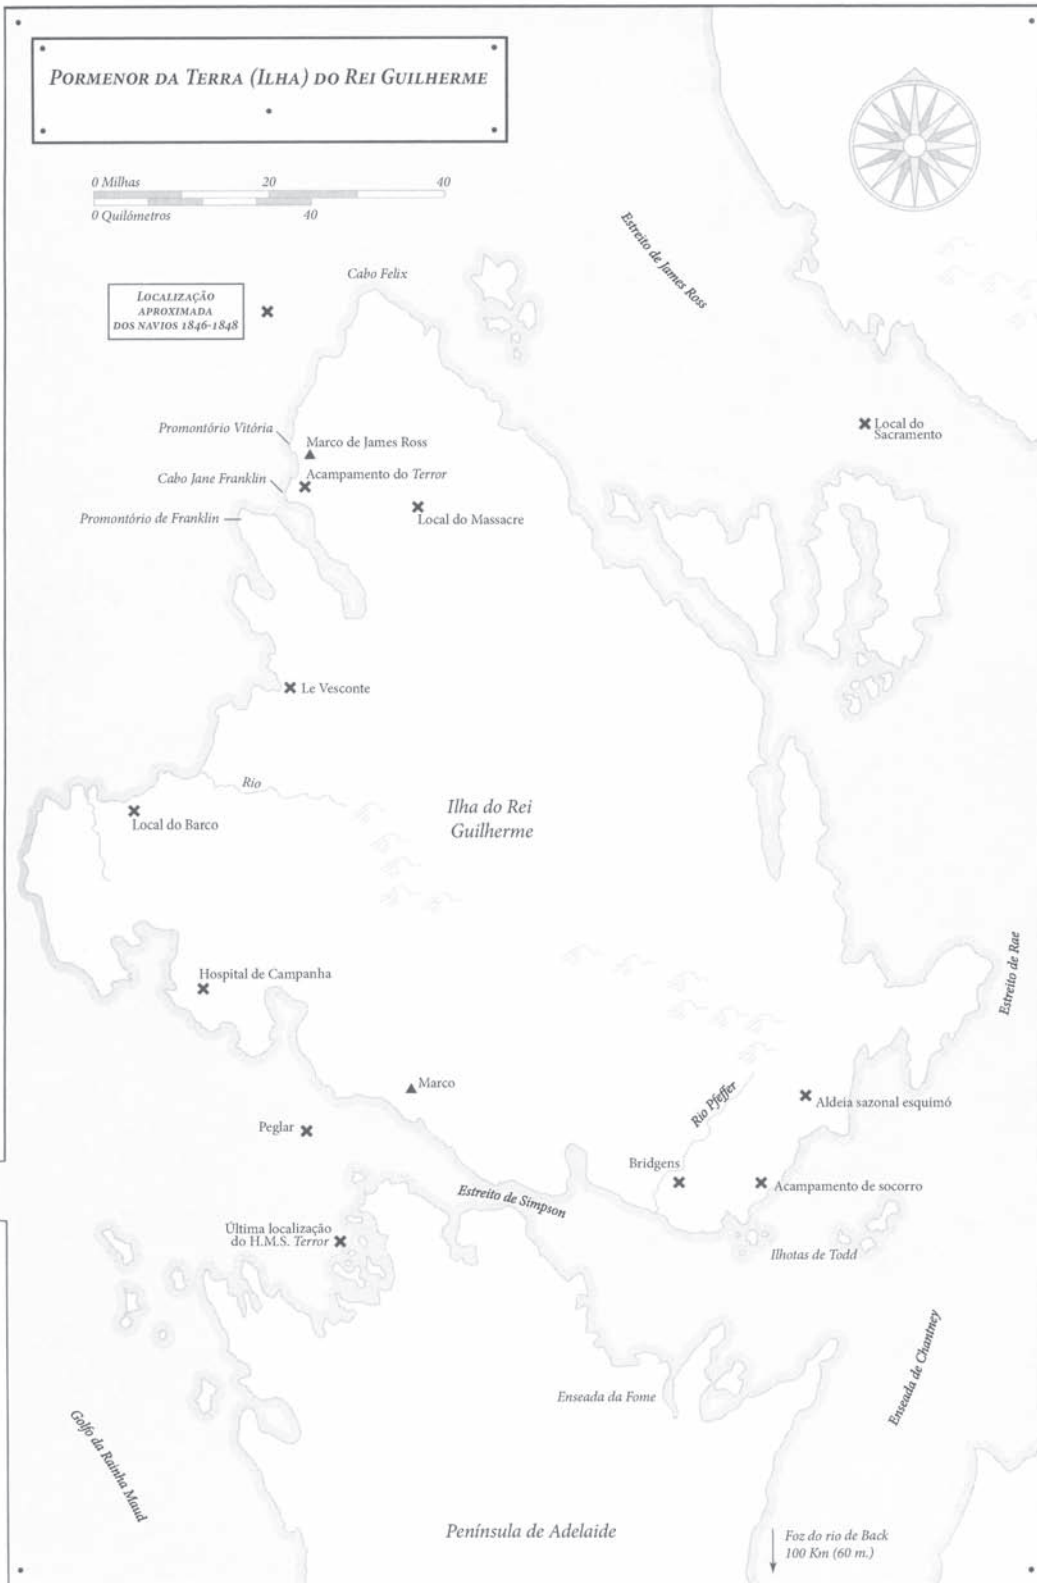 PORMENOR DA TERRA (ILHA) DO REI GUILHERME
0 Milhas 20 40
0 Quilómetros 40
Cabo Felix
Estreito de James Ross
LOCALIZAÇÃO
APROXIMADA
DOS NAVIOS 1846-1848
Promontório Vitória
Marco de James Ross
Local do
Sacramento
Cabo Jane Franklin
Acampamento do Terror
Promontório de Franklin
Local do Massacre
Le Vesconte
Rio
Ilha do Rei
Guilherme
Local do Barco
Estreito de Rae
Hospital de Campanha
Marco
Rio Pfeffer
Aldeia sazonal esquimó
Peglar
Bridgens
Acampamento de socorro
Estreito de Simpson
Última localização
do H.M.S. Terror
Ilhotas de Todd
Enseada de Chantney
Enseada da Fome
Golfo da Rainha Maud
Península de Adelaide
Foz do rio de Back
100 Km (60 m.)